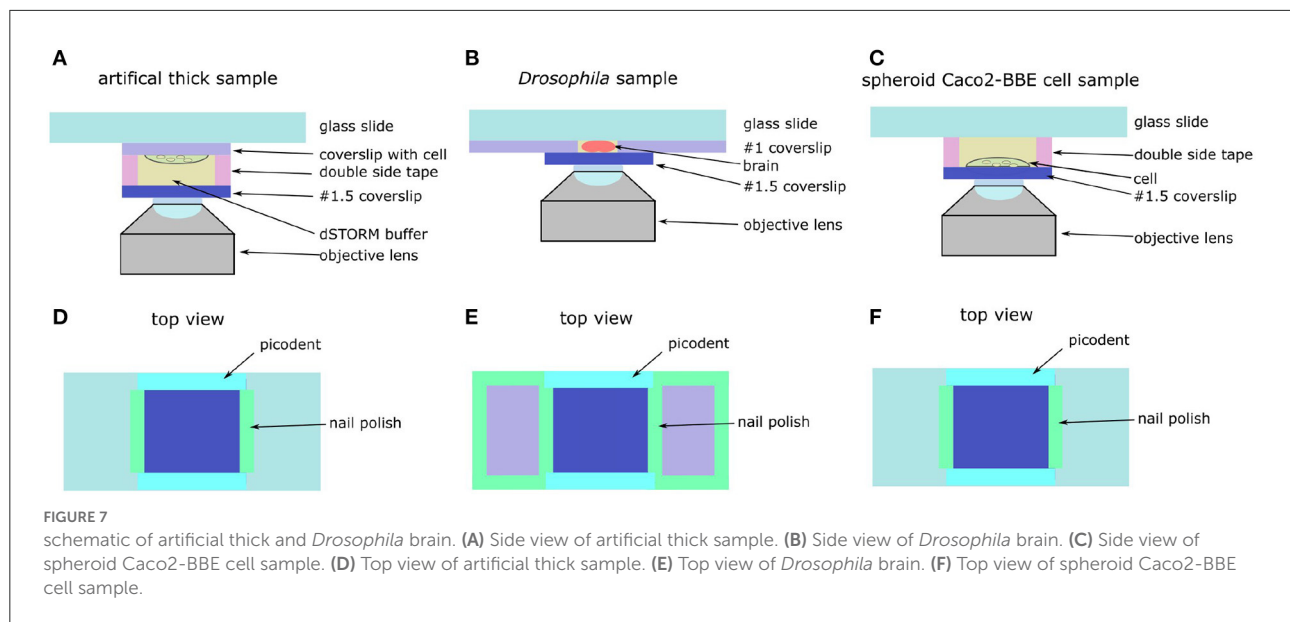 A
artifical thick sample
glass slide
coverslip with cell
double side tape
#1.5 coverslip
dSTORM buffer
objective lens
B
Drosophila sample
glass slide
#1 coverslip
brain
#1.5 coverslip
objective lens
C
spheroid Caco2-BBE cell sample
glass slide
double side tape
cell
#1.5 coverslip
objective lens
D
top view
picodent
nail polish
E
top view
picodent
nail polish
F
top view
picodent
nail polish
FIGURE 7
schematic of artificial thick and Drosophila brain. (A) Side view of artificial thick sample. (B) Side view of Drosophila brain. (C) Side view of
spheroid Caco2-BBE cell sample. (D) Top view of artificial thick sample. (E) Top view of Drosophila brain. (F) Top view of spheroid Caco2-BBE
cell sample.